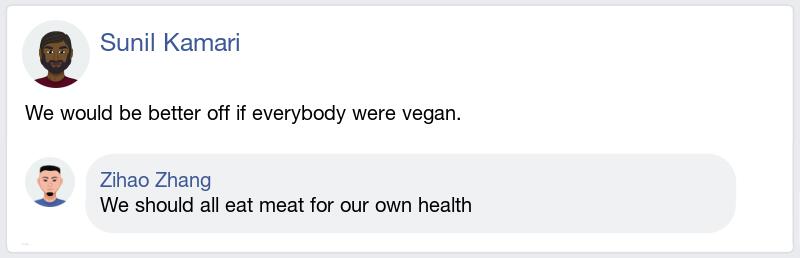 Sunil Kamari
We would be better off if everybody were vegan.
Zihao Zhang
We should all eat meat for our own health